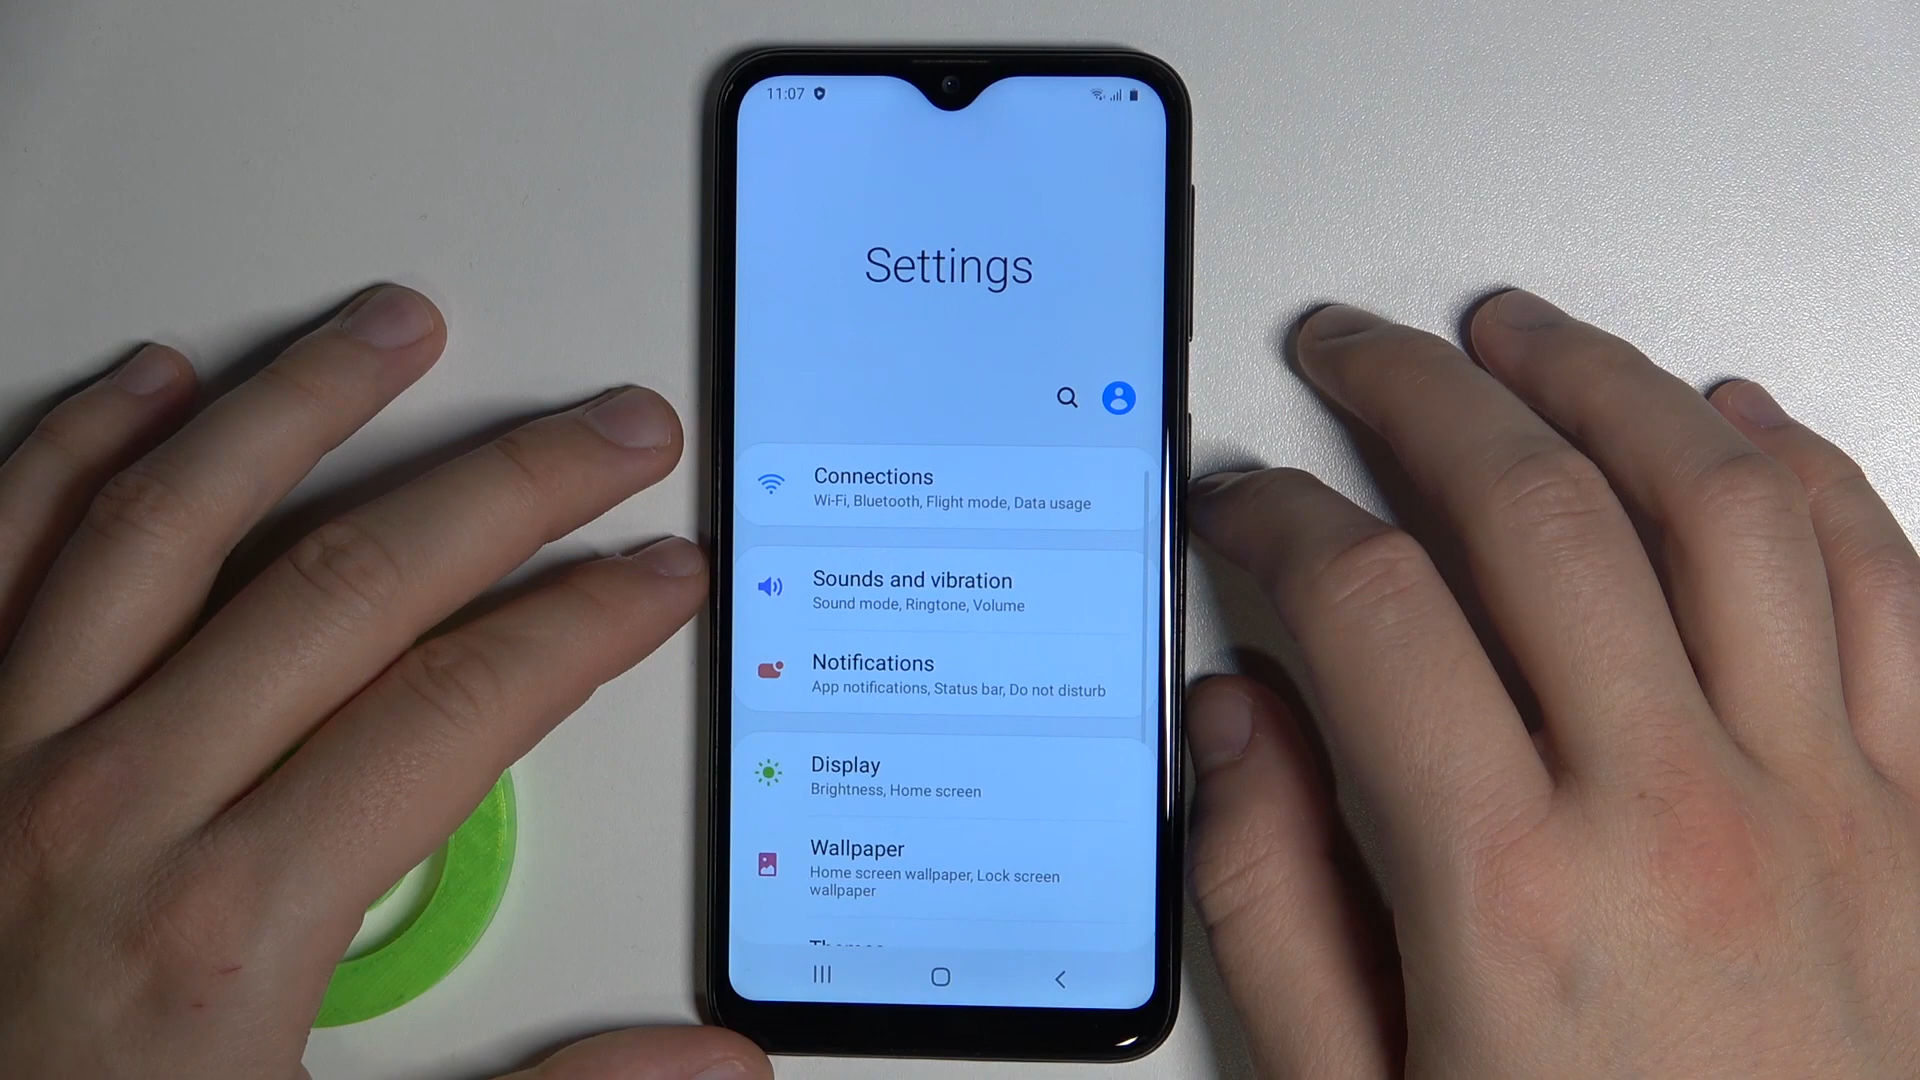 11:07
Settings
Connections
Wi-Fi, Bluetooth, Flight mode, Data usage
Sounds and vibration
Sound mode, Ringtone, Volume
Notifications
App notifications, Status bar, Do not disturb
Display
Brightness, Home screen
Wallpaper
Home screen wallpaper, Lock screen
wallpaper
Themes